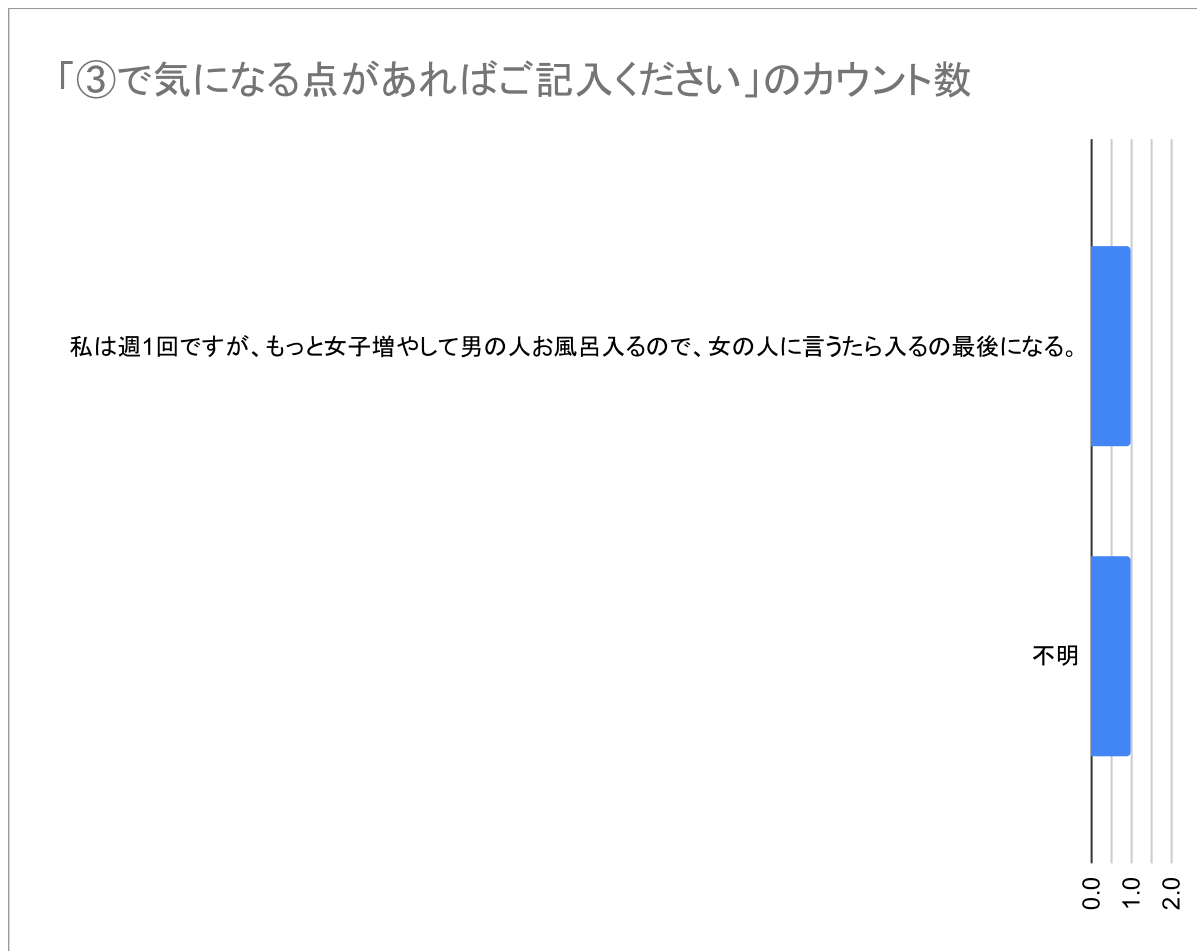 「③で気になる点があればご記入ください」のカウント数
私は週1回ですが、もっと女子増やして男の人お風呂入るので、女の人に言うたら入るの最後になる。
不明
0.0
1.0
2.0